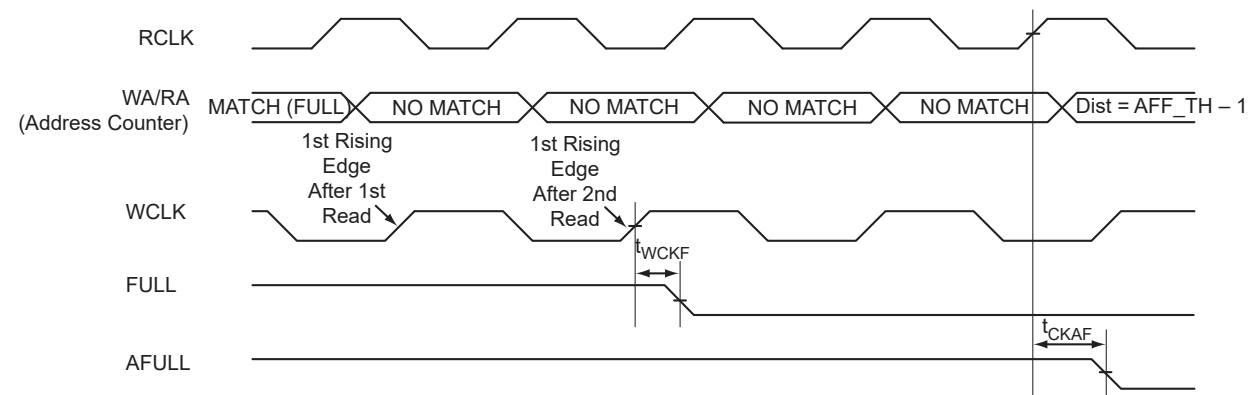 RCLK
WA/RA
(Address Counter)
MATCH (FULL)
NO MATCH
NO MATCH
NO MATCH
NO MATCH
Dist = AFF_TH – 1
1st Rising
Edge
After 1st
Read
1st Rising
Edge
After 2nd
Read
WCLK
tWCKF
FULL
tCKAF
AFULL